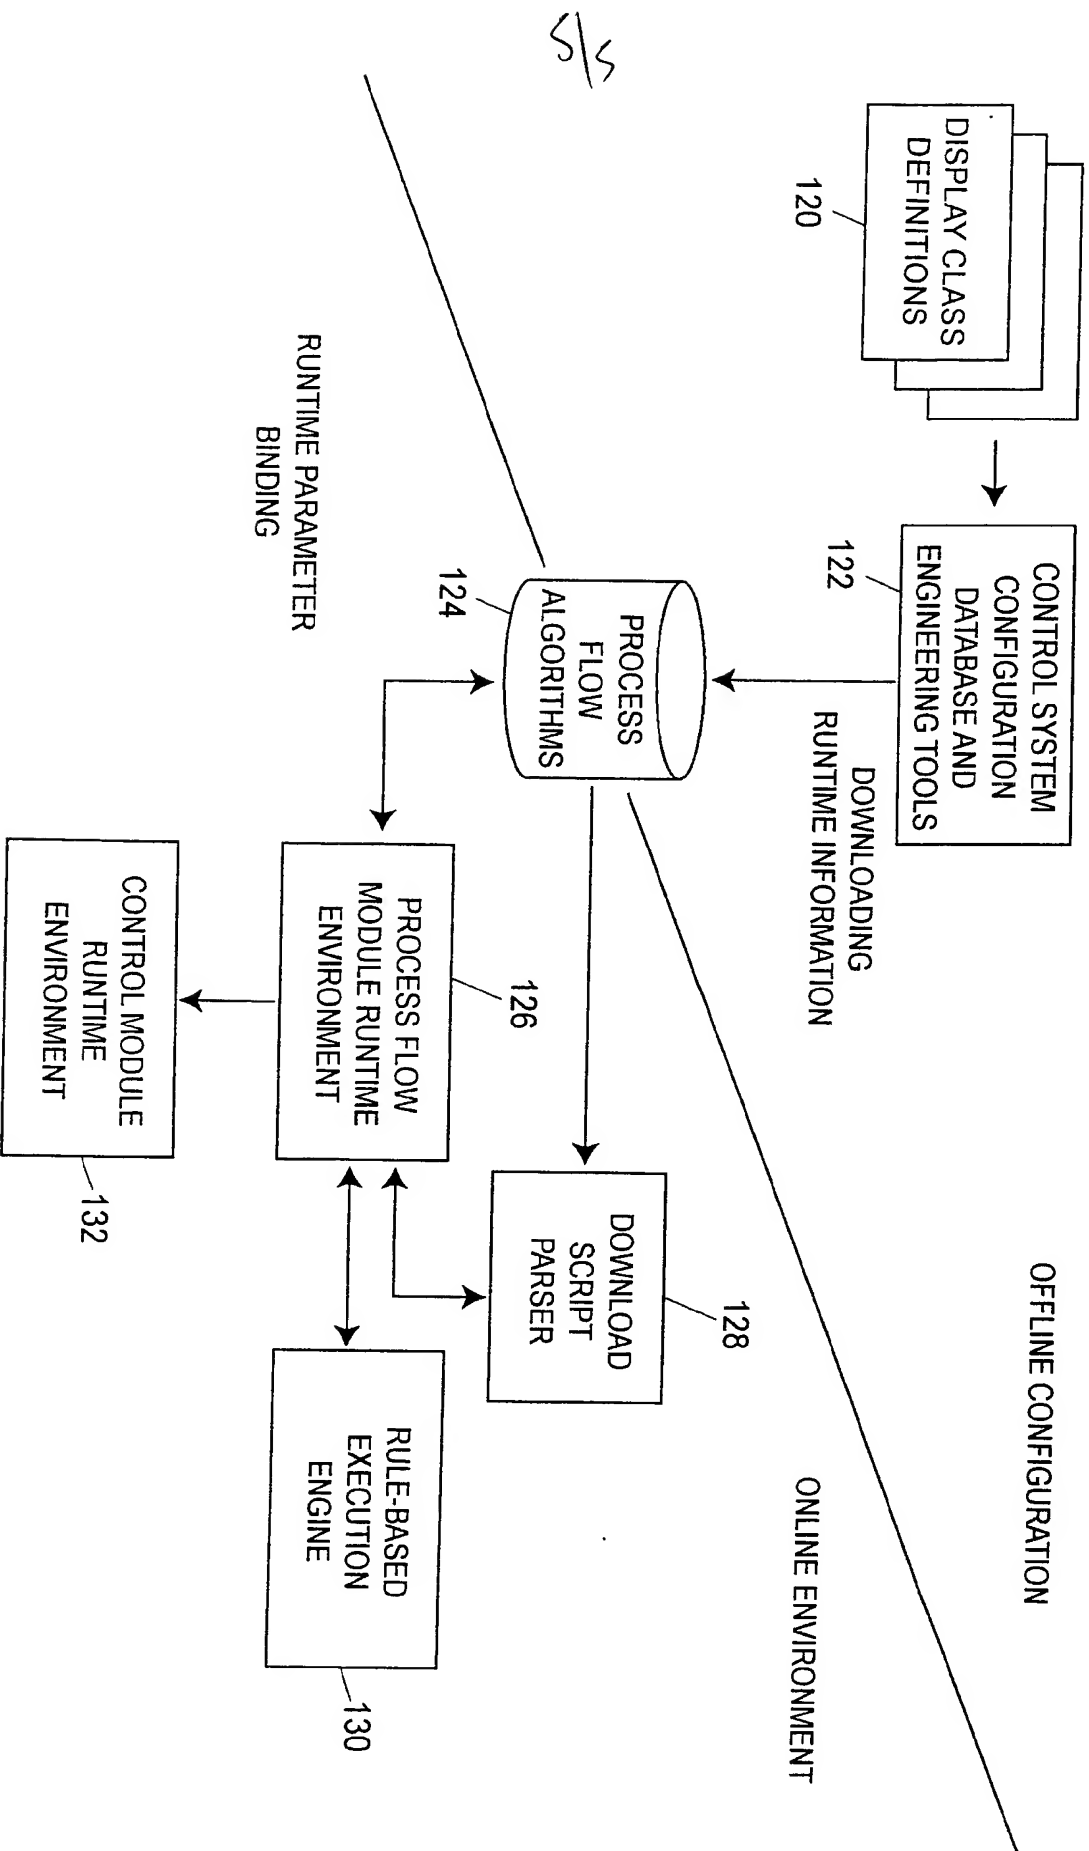 5/5
DISPLAY CLASS
DEFINITIONS
120
CONTROL SYSTEM
CONFIGURATION
DATABASE AND
ENGINEERING TOOLS
122
OFFLINE CONFIGURATION
DOWNLOADING
RUNTIME INFORMATION
PROCESS
FLOW
ALGORITHMS
124
ONLINE ENVIRONMENT
128
DOWNLOAD
SCRIPT
PARSER
RUNTIME PARAMETER
BINDING
126
PROCESS FLOW
MODULE RUNTIME
ENVIRONMENT
RULE-BASED
EXECUTION
ENGINE
130
CONTROL MODULE
RUNTIME
ENVIRONMENT
132